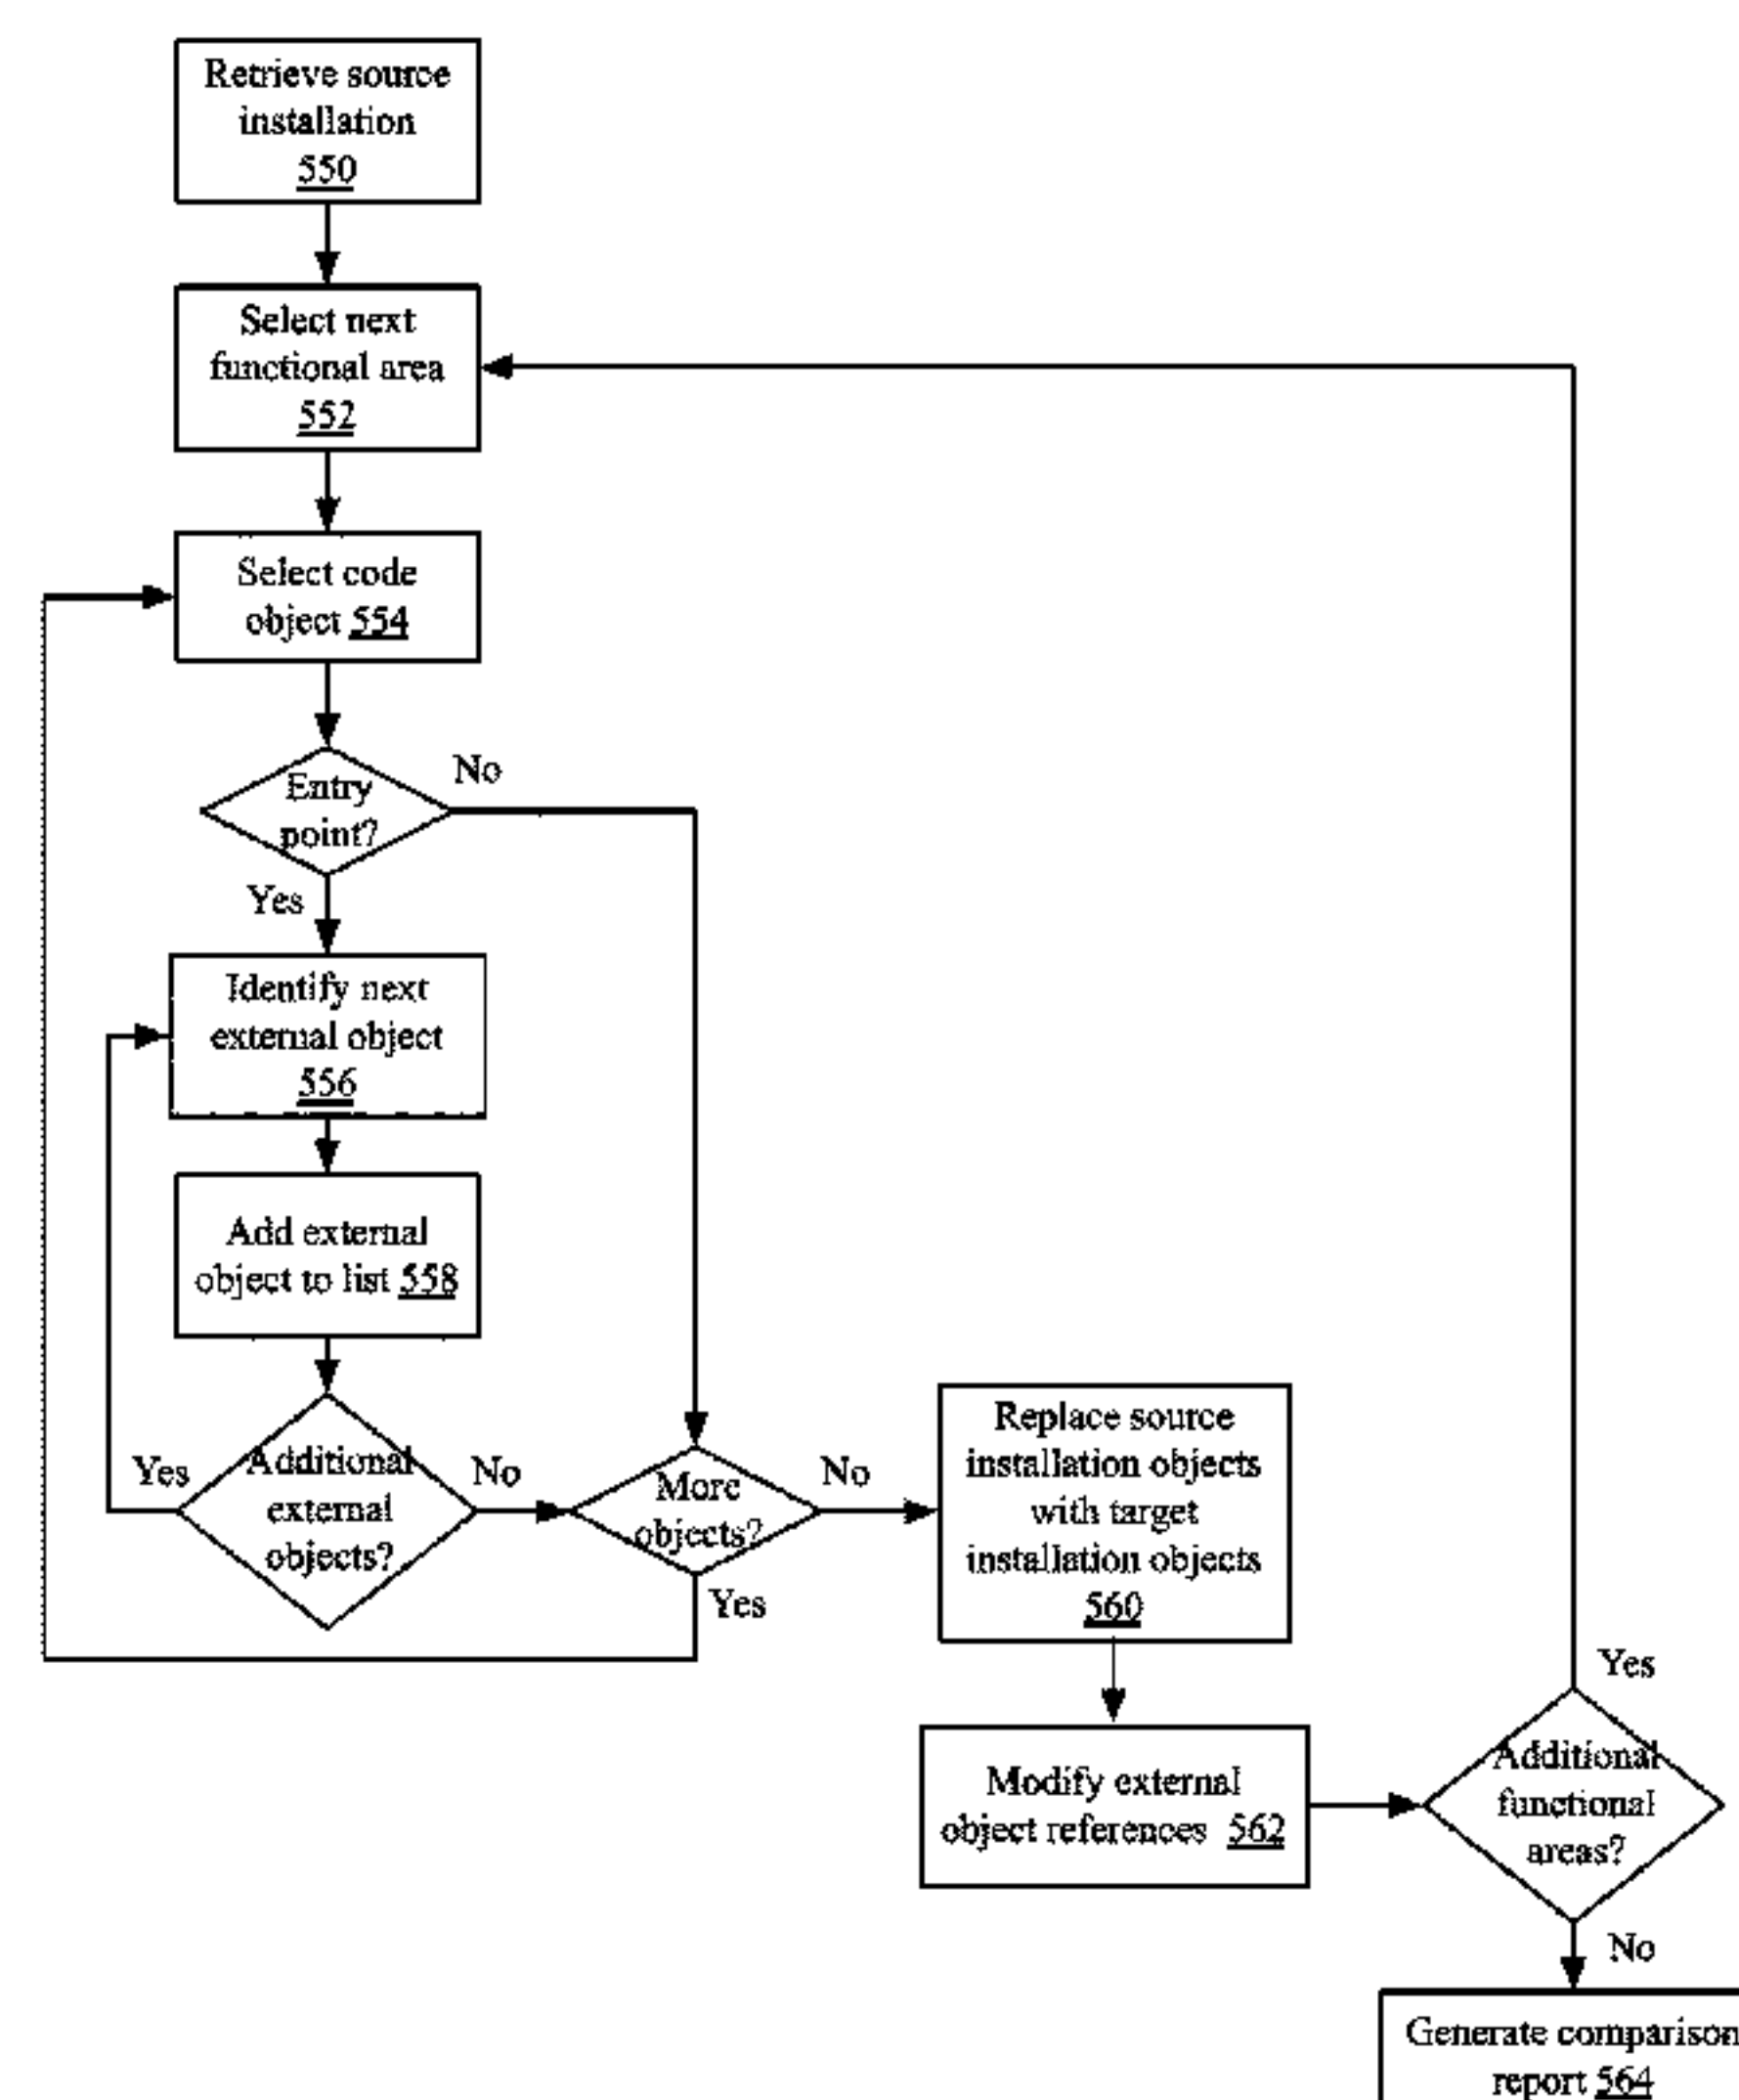 Retrieve source
installation
550
Select next
functional area
552
Select code
object 554
Entry
point?
No
Yes
Identify next
external object
556
Add external
object to list 558
Additional
external
objects?
Yes
No
More
objects?
No
Yes
Replace source
installation objects
with target
installation objects
560
Modify external
object references 562
Additional
functional
areas?
Yes
No
Generate comparison
report 564